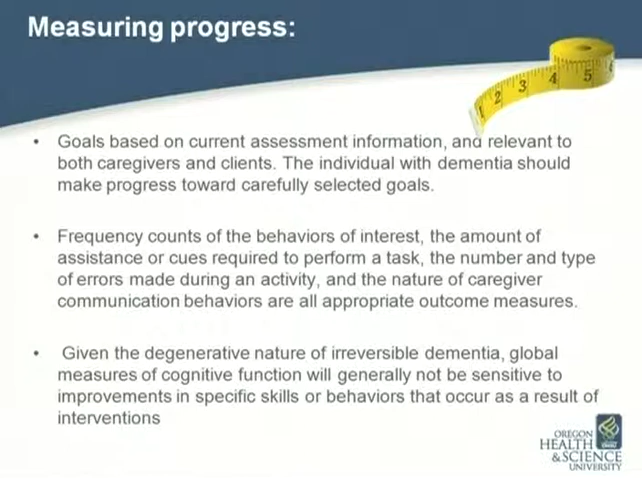 Measuring progress:
1 2 3 4 5
• Goals based on current assessment information, and relevant to
both caregivers and clients. The individual with dementia should
make progress toward carefully selected goals.
• Frequency counts of the behaviors of interest, the amount of
assistance or cues required to perform a task, the number and type
of errors made during an activity, and the nature of caregiver
communication behaviors are all appropriate outcome measures.
• Given the degenerative nature of irreversible dementia, global
measures of cognitive function will generally not be sensitive to
improvements in specific skills or behaviors that occur as a result of
interventions
OREGON
HEALTH
&SCIENCE
UNIVERSITY